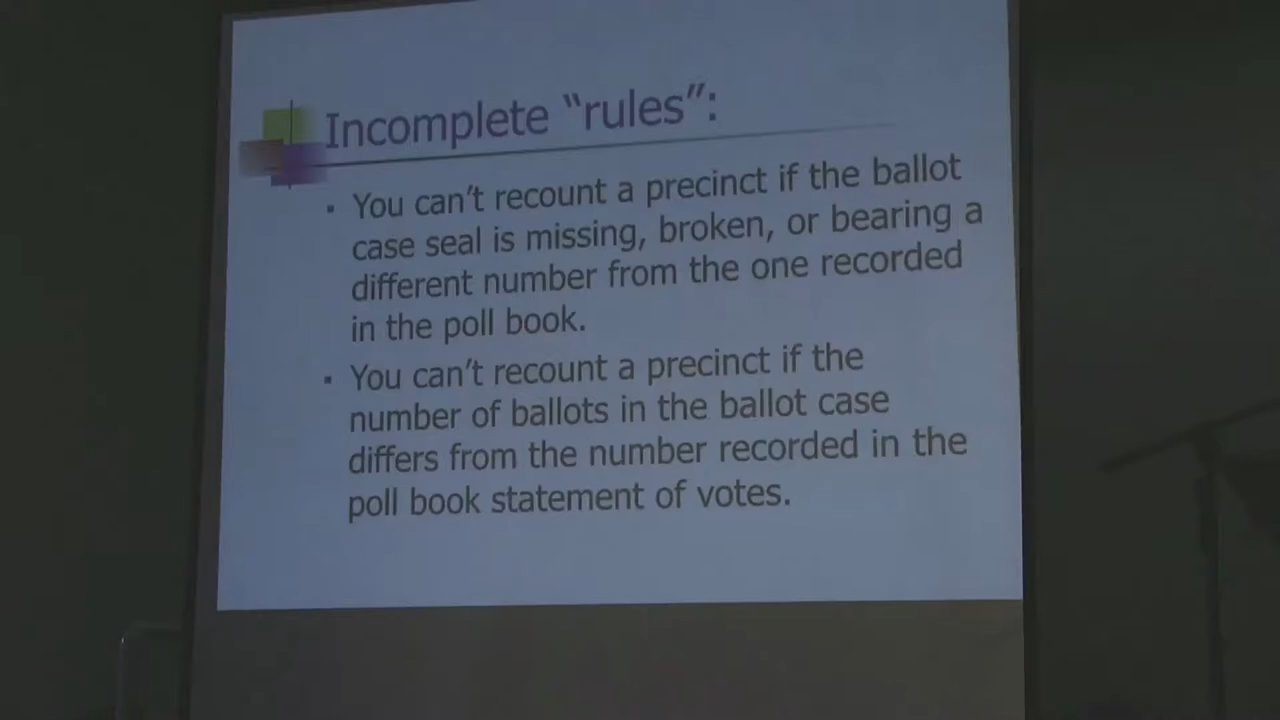 Incomplete “rules”:
▪ You can’t recount a precinct if the ballot
case seal is missing, broken, or bearing a
different number from the one recorded
in the poll book.
▪ You can’t recount a precinct if the
number of ballots in the ballot case
differs from the number recorded in the
poll book statement of votes.